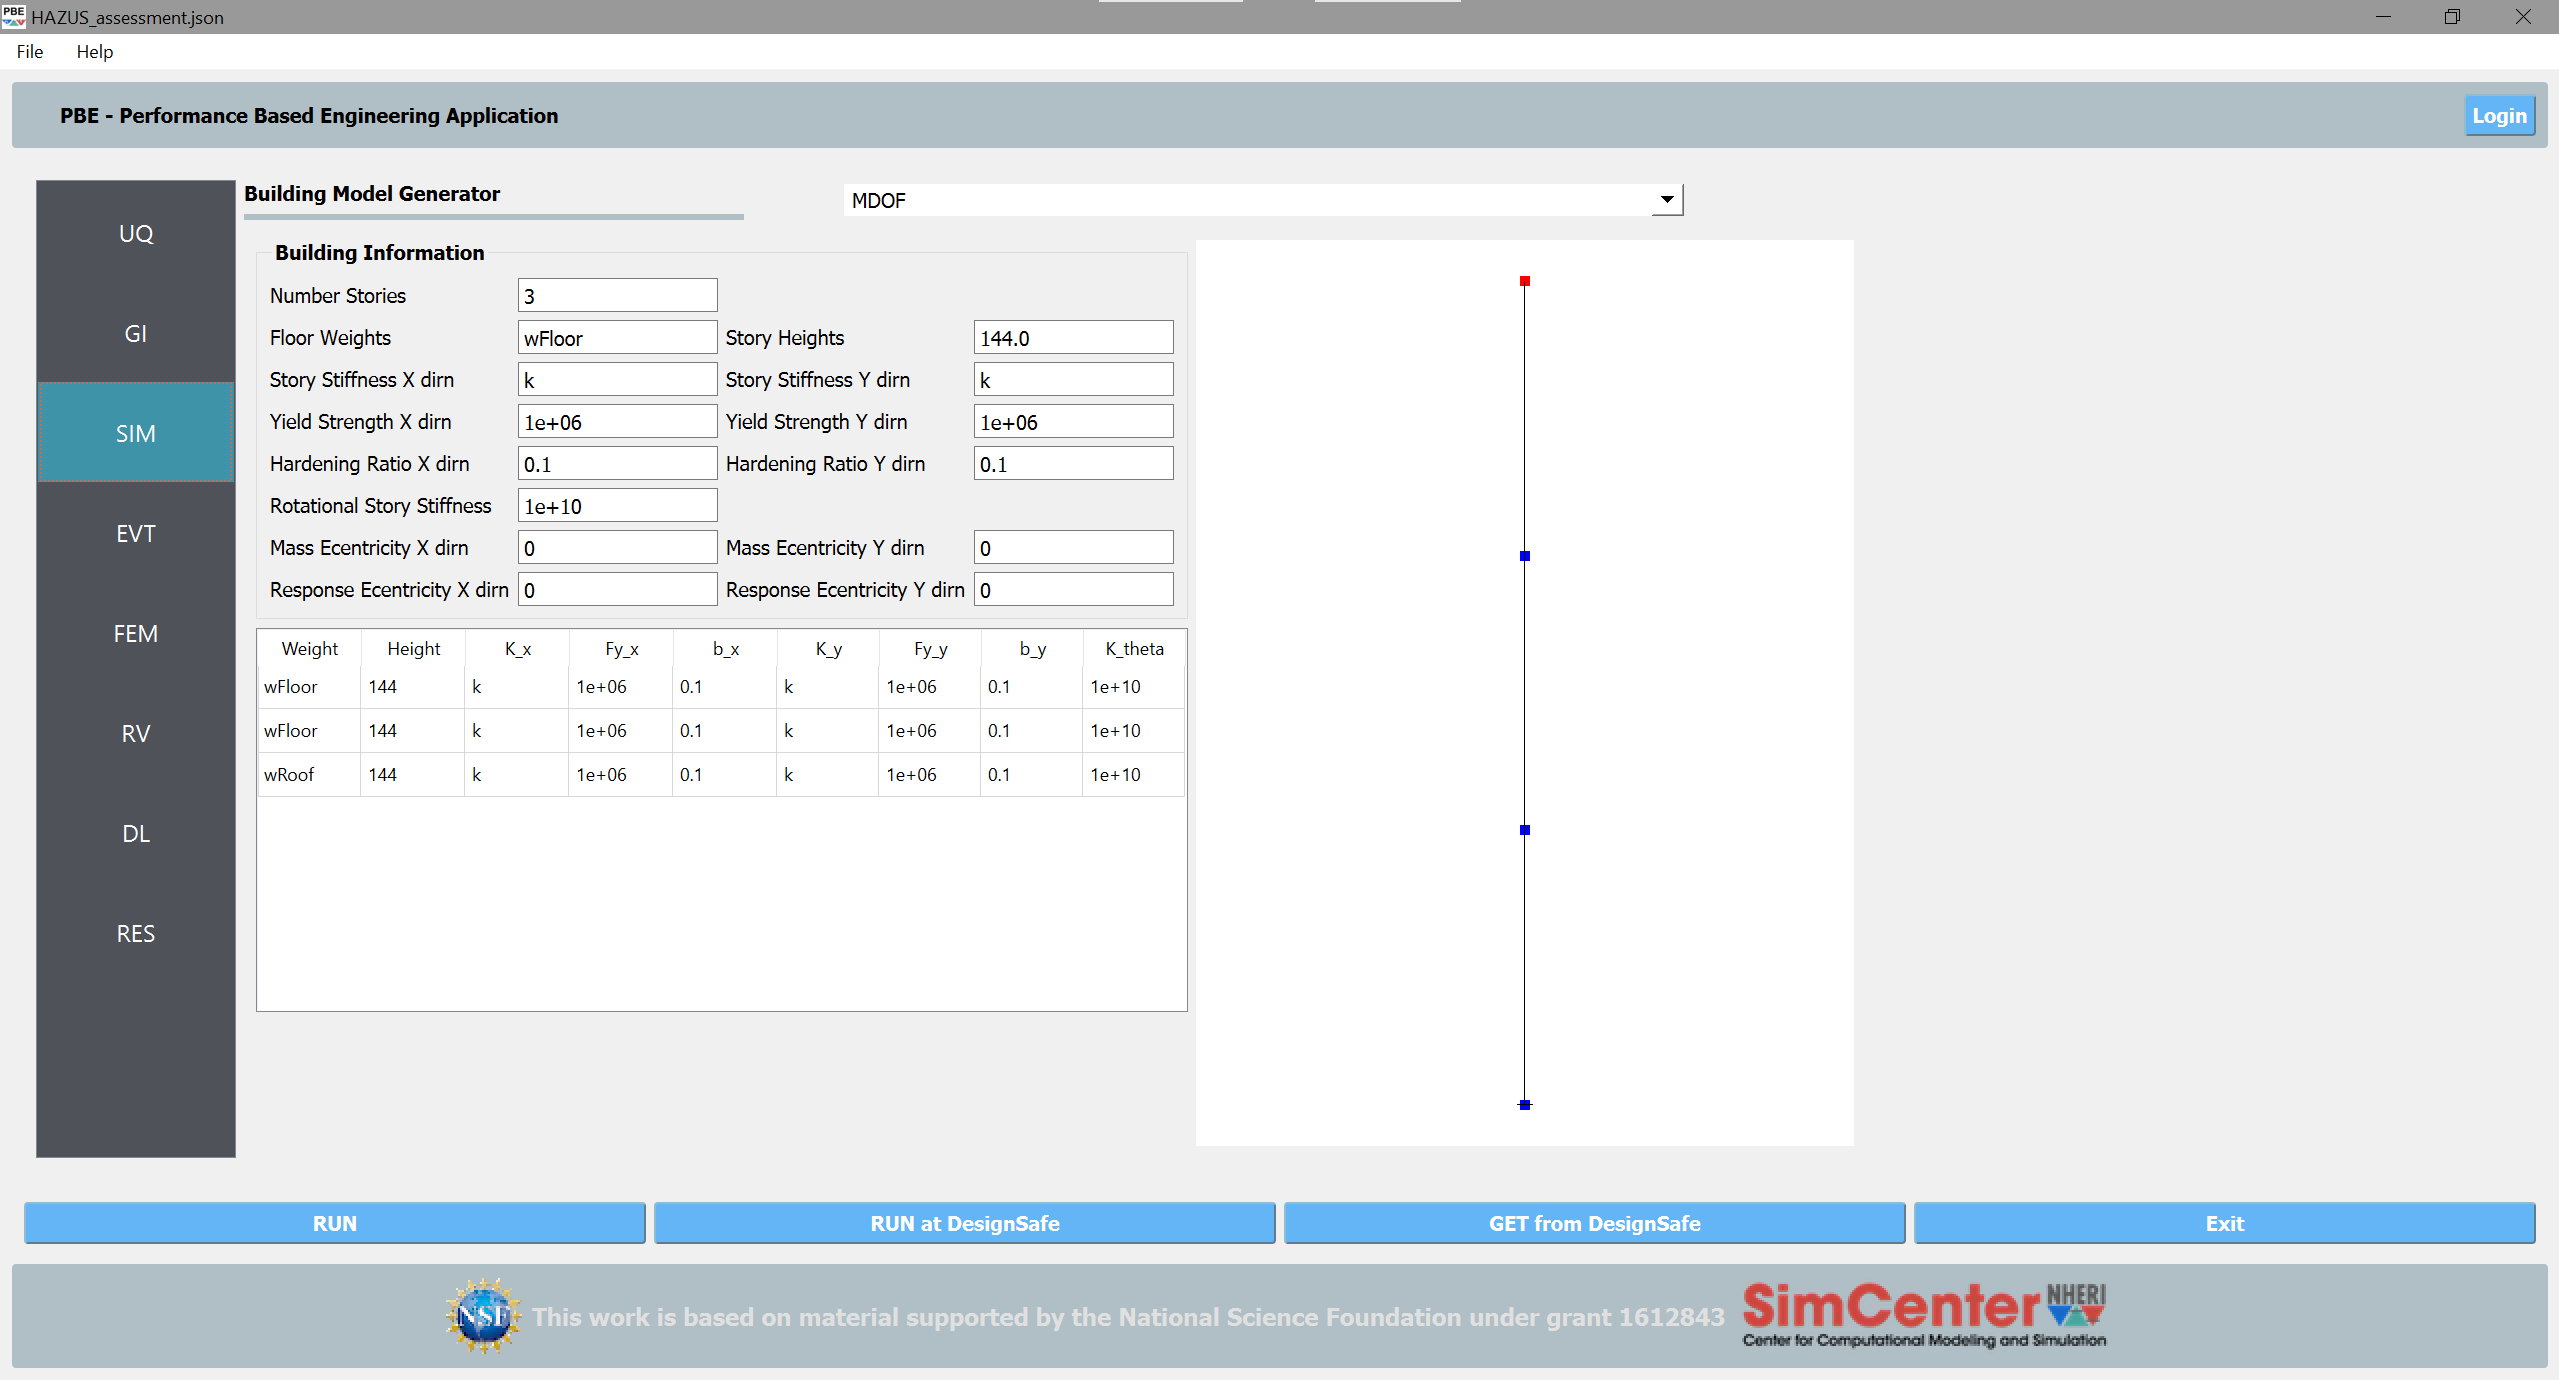 PBE HAZUS_assessment.json
File Help
PBE - Performance Based Engineering Application
Login
UQ
GI
SIM
EVT
FEM
RV
DL
RES
Building Model Generator
MDOF
Building Information
Number Stories 3
Floor Weights wFloor Story Heights 144.0
Story Stiffness X dirn k Story Stiffness Y dirn k
Yield Strength X dirn 1e+06 Yield Strength Y dirn 1e+06
Hardening Ratio X dirn 0.1 Hardening Ratio Y dirn 0.1
Rotational Story Stiffness 1e+10
Mass Ecentricity X dirn 0 Mass Ecentricity Y dirn 0
Response Ecentricity X dirn 0 Response Ecentricity Y dirn 0
Weight Height K_x Fy_x b_x K_y Fy_y b_y K_theta
wFloor 144 k 1e+06 0.1 k 1e+06 0.1 1e+10
wFloor 144 k 1e+06 0.1 k 1e+06 0.1 1e+10
wRoof 144 k 1e+06 0.1 k 1e+06 0.1 1e+10
RUN
RUN at DesignSafe
GET from DesignSafe
Exit
NSF
This work is based on material supported by the National Science Foundation under grant 1612843
SimCenter NHERI
Center for Computational Modeling and Simulation